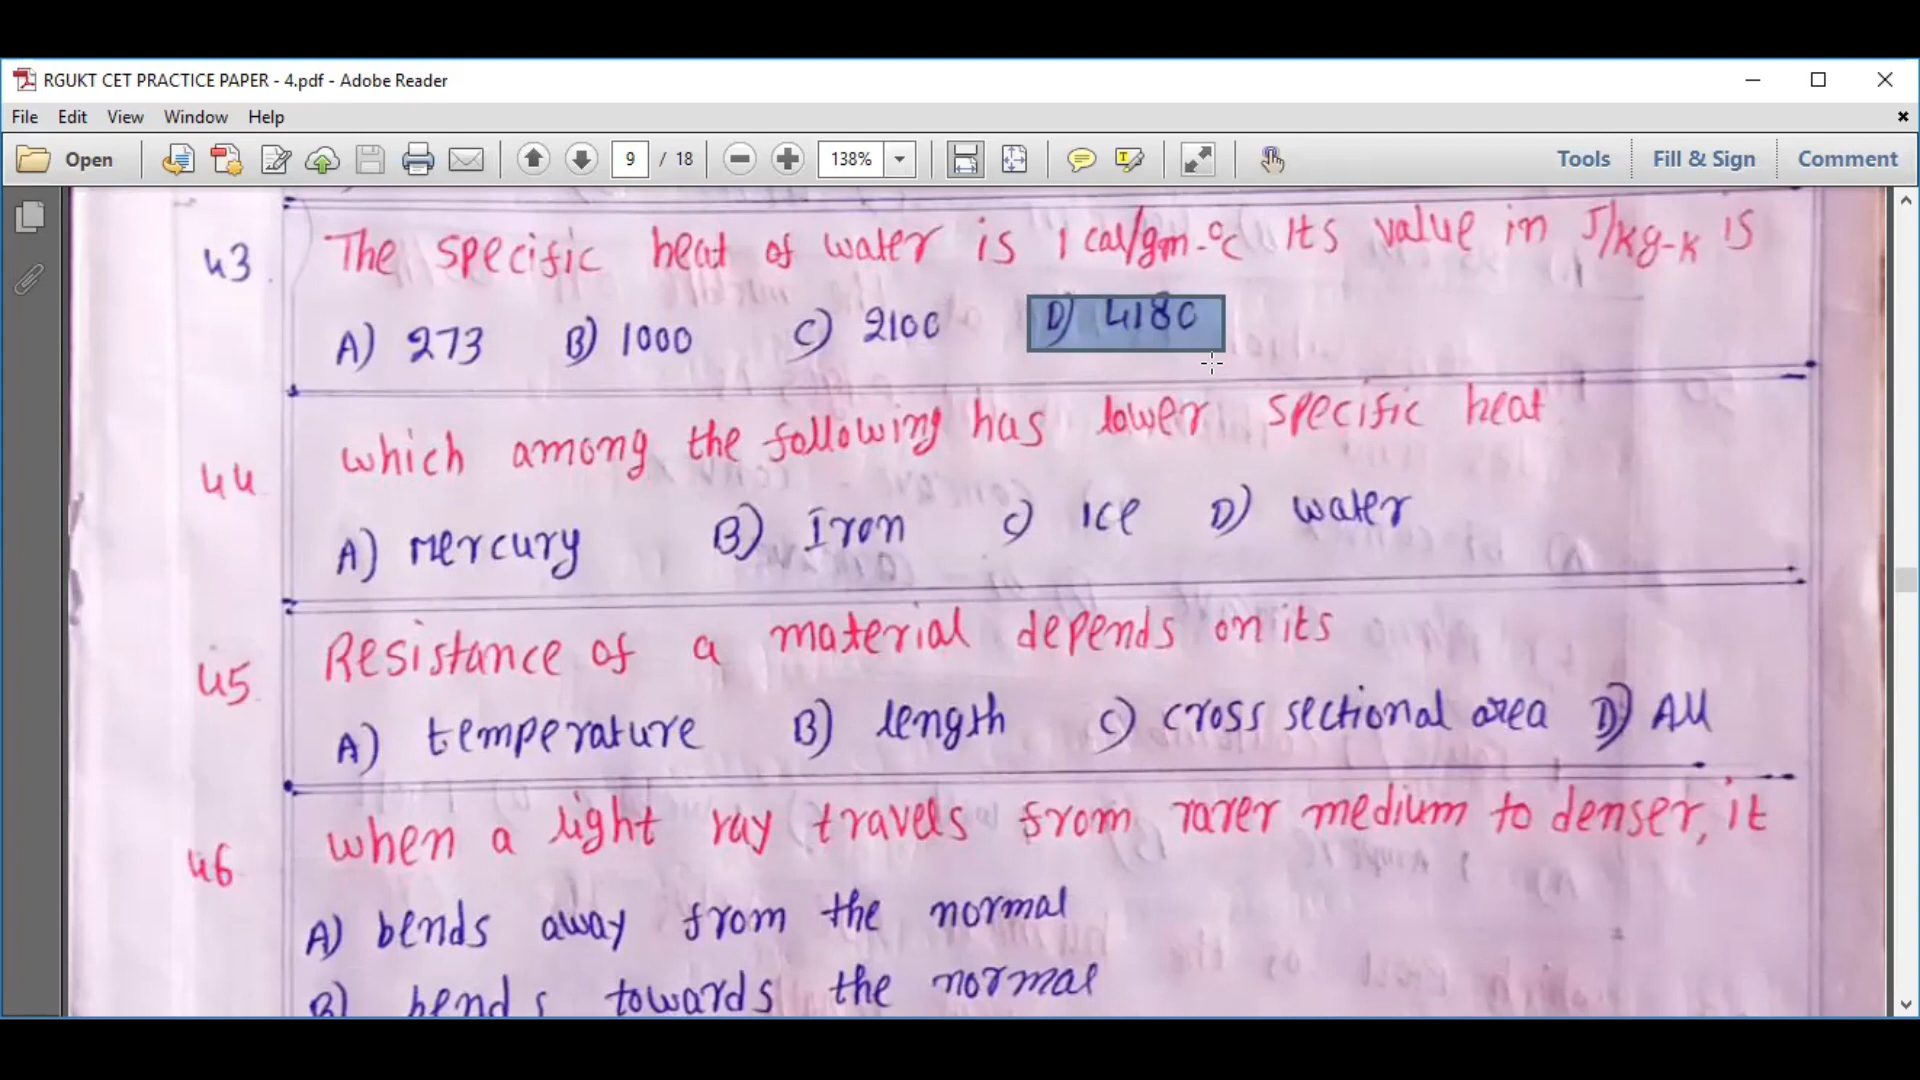 RGUKT CET PRACTICE PAPER - 4.pdf - Adobe Reader
File Edit View Window Help
Open 9 / 18 138% Tools Fill & Sign Comment
43 The specific heat of water is 1 cal/gm-°C Its value in J/kg-K is
A) 273 B) 1000 C) 2100 D) 4180
44 which among the following has lower specific heat
A) mercury B) Iron C) ice D) water
45 Resistance of a material depends on its
A) temperature B) length C) cross sectional area D) All
46 when a light ray travels from rarer medium to denser, it
A) bends away from the normal
B) bends towards the normal